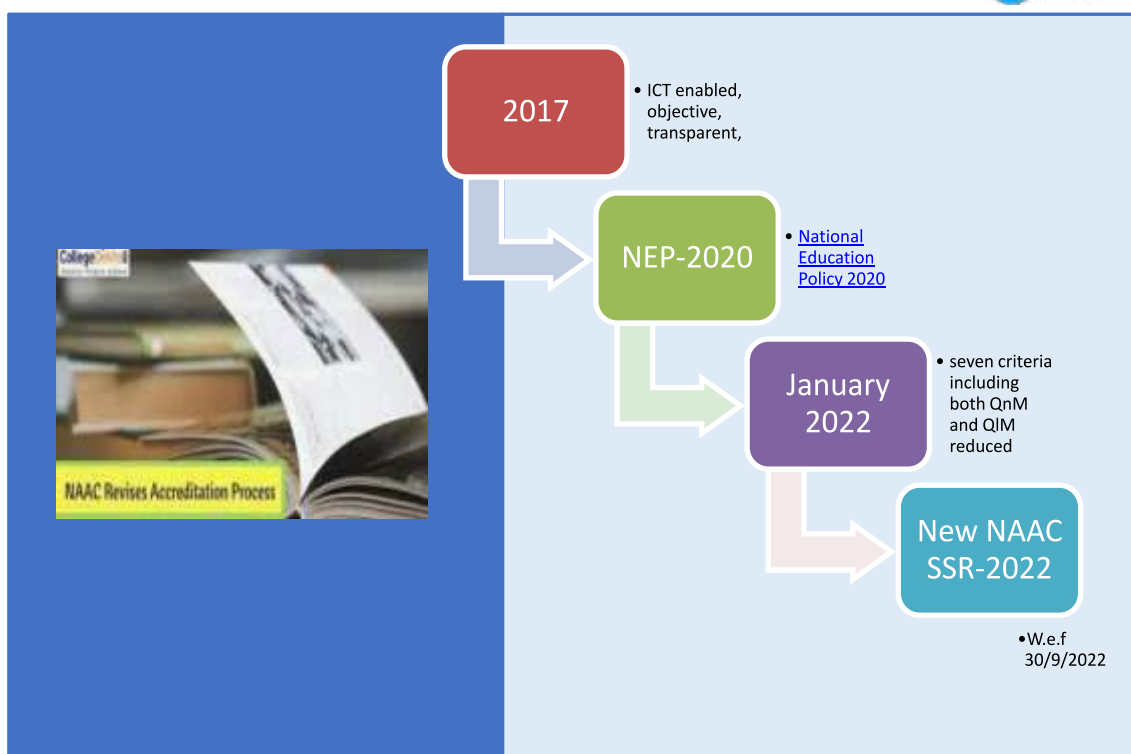 2017
• ICT enabled,
objective,
transparent,
NEP-2020
• National
Education
Policy 2020
January
2022
• seven criteria
including
both QnM
and QlM
reduced
New NAAC
SSR-2022
•W.e.f
30/9/2022
NAAC Revises Accreditation Process